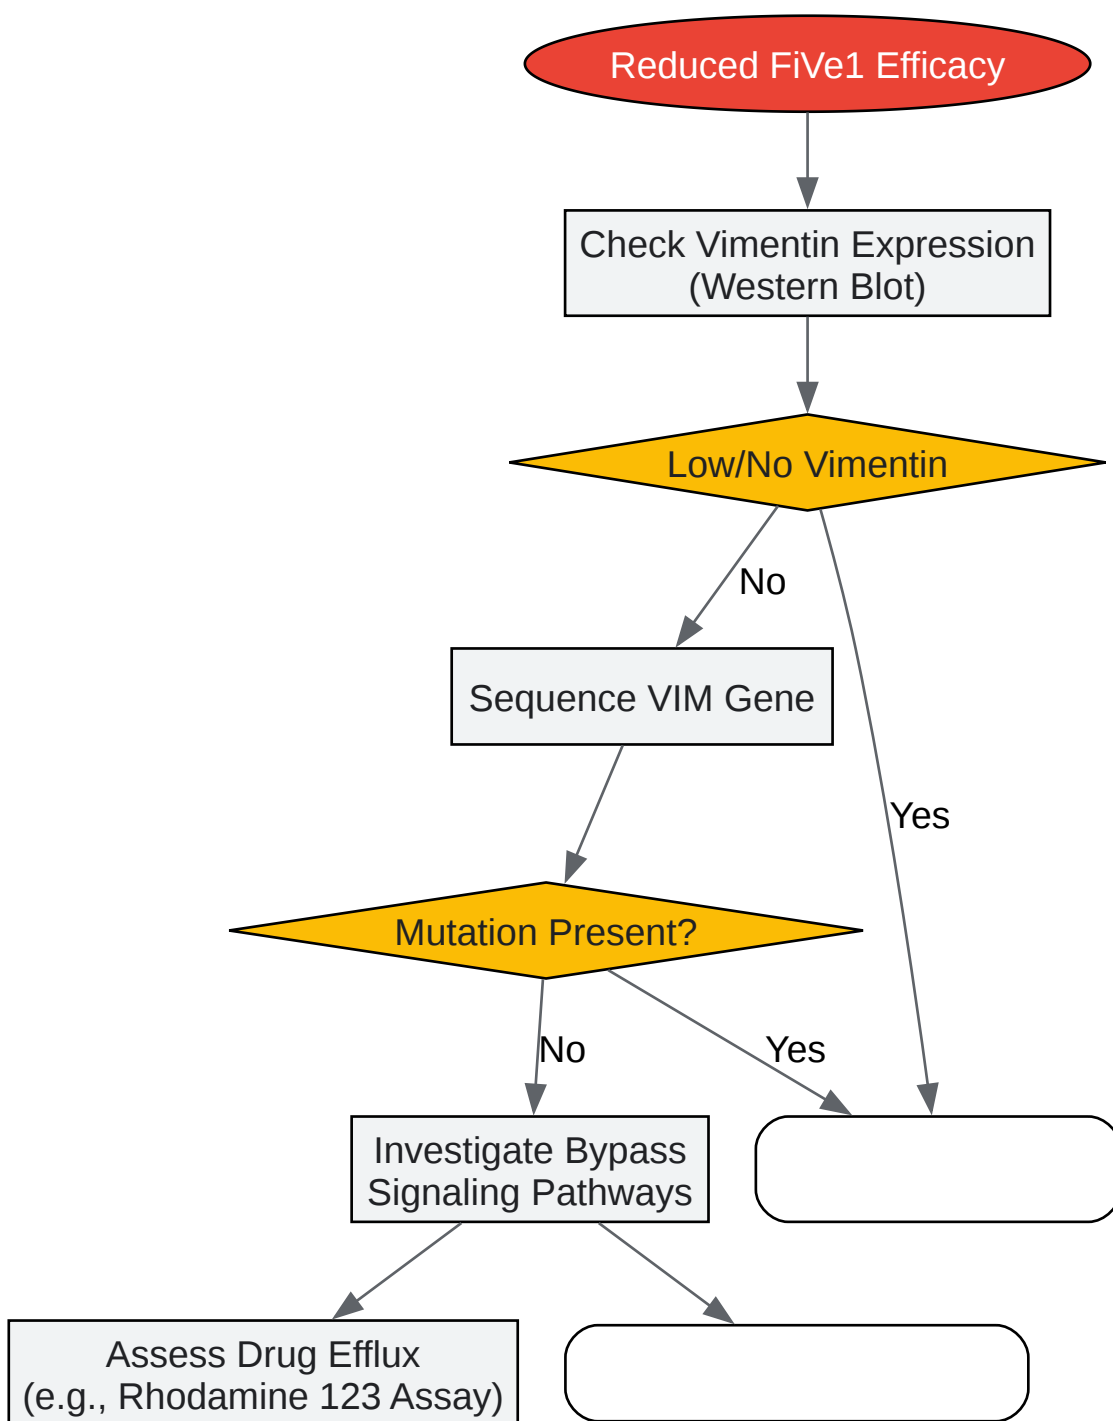 Reduced FiVe1 Efficacy
Check Vimentin Expression
(Western Blot)
Low/No Vimentin
No
Sequence VIM Gene
Yes
Mutation Present?
No
Yes
Investigate Bypass
Signaling Pathways
Assess Drug Efflux
(e.g., Rhodamine 123 Assay)